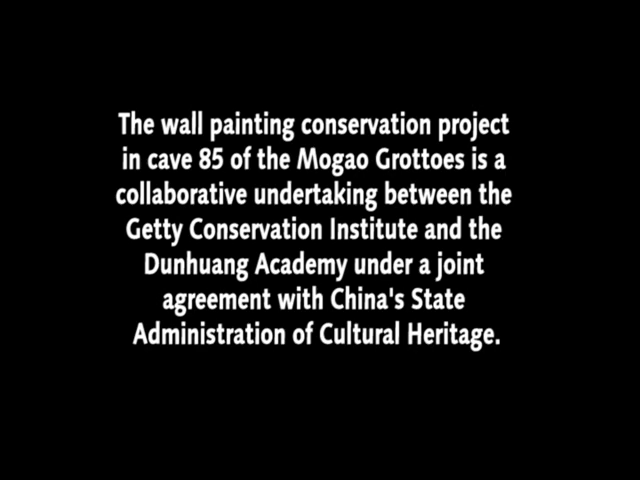 The wall painting conservation project
in cave 85 of the Mogao Grottoes is a
collaborative undertaking between the
Getty Conservation Institute and the
Dunhuang Academy under a joint
agreement with China's State
Administration of Cultural Heritage.